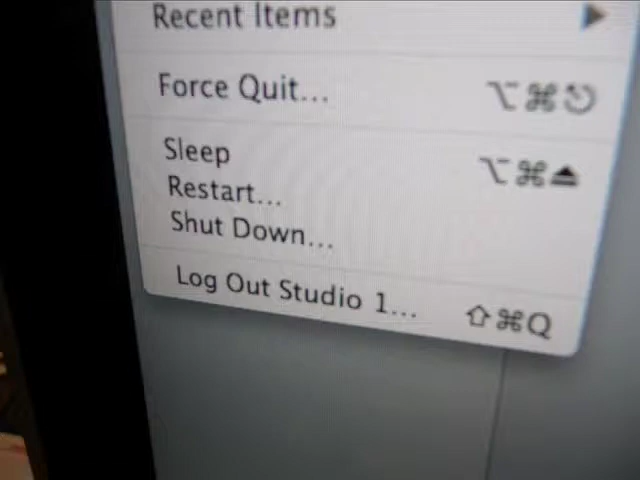 Recent Items ▶
Force Quit... ⌥⌘⎋
Sleep ⌥⌘⏏
Restart...
Shut Down...
Log Out Studio 1... ⇧⌘Q